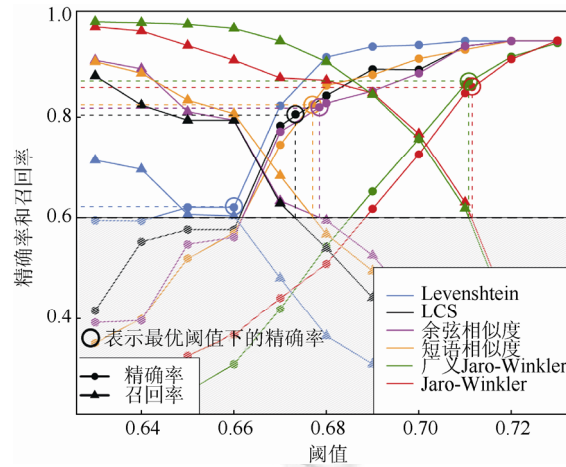 1.0
0.8
0.6
0.4
精确率和召回率
Levenshtein
LCS
余弦相似度
短语相似度
广义Jaro-Winkler
Jaro-Winkler
表示最优阈值下的精确率
精确率
召回率
0.64
0.66
0.68
0.70
0.72
阈值